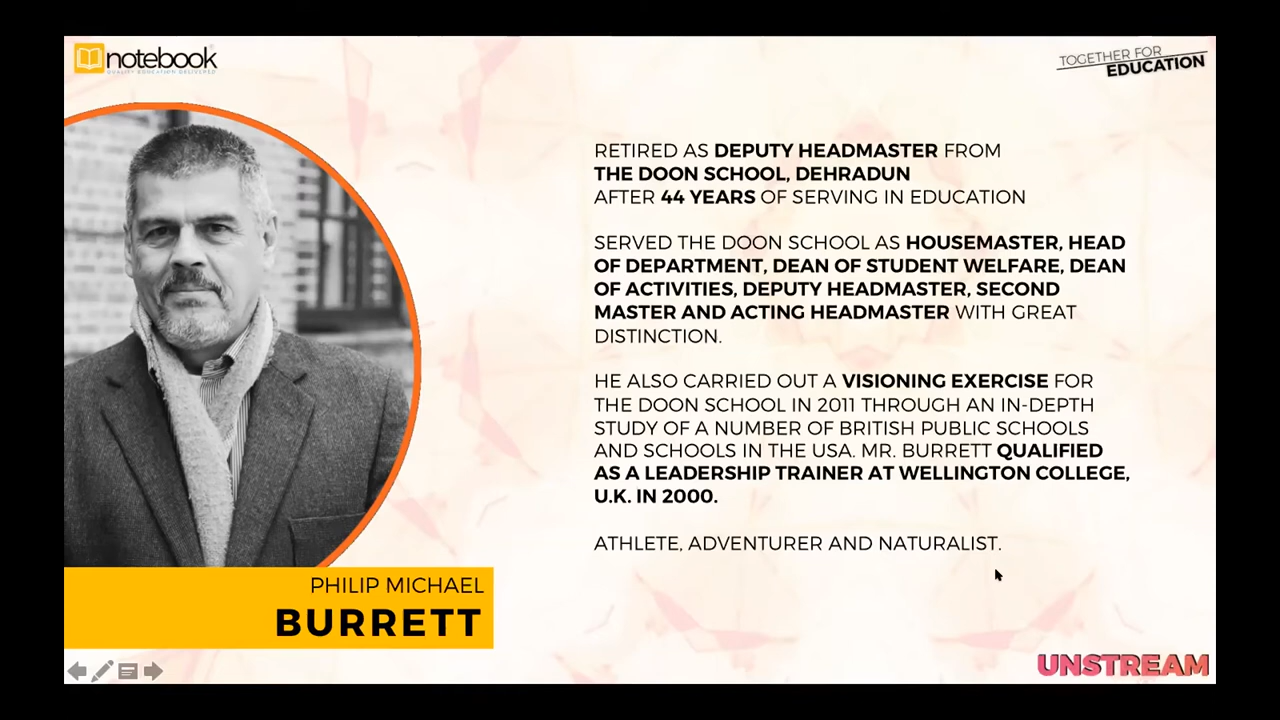 notebook
QUALITY EDUCATION DELIVERED
TOGETHER FOR
EDUCATION
RETIRED AS DEPUTY HEADMASTER FROM
THE DOON SCHOOL, DEHRADUN
AFTER 44 YEARS OF SERVING IN EDUCATION
SERVED THE DOON SCHOOL AS HOUSEMASTER, HEAD
OF DEPARTMENT, DEAN OF STUDENT WELFARE, DEAN
OF ACTIVITIES, DEPUTY HEADMASTER, SECOND
MASTER AND ACTING HEADMASTER WITH GREAT
DISTINCTION.
HE ALSO CARRIED OUT A VISIONING EXERCISE FOR
THE DOON SCHOOL IN 2011 THROUGH AN IN-DEPTH
STUDY OF A NUMBER OF BRITISH PUBLIC SCHOOLS
AND SCHOOLS IN THE USA. MR. BURRETT QUALIFIED
AS A LEADERSHIP TRAINER AT WELLINGTON COLLEGE,
U.K. IN 2000.
ATHLETE, ADVENTURER AND NATURALIST.
PHILIP MICHAEL
BURRETT
UNSTREAM